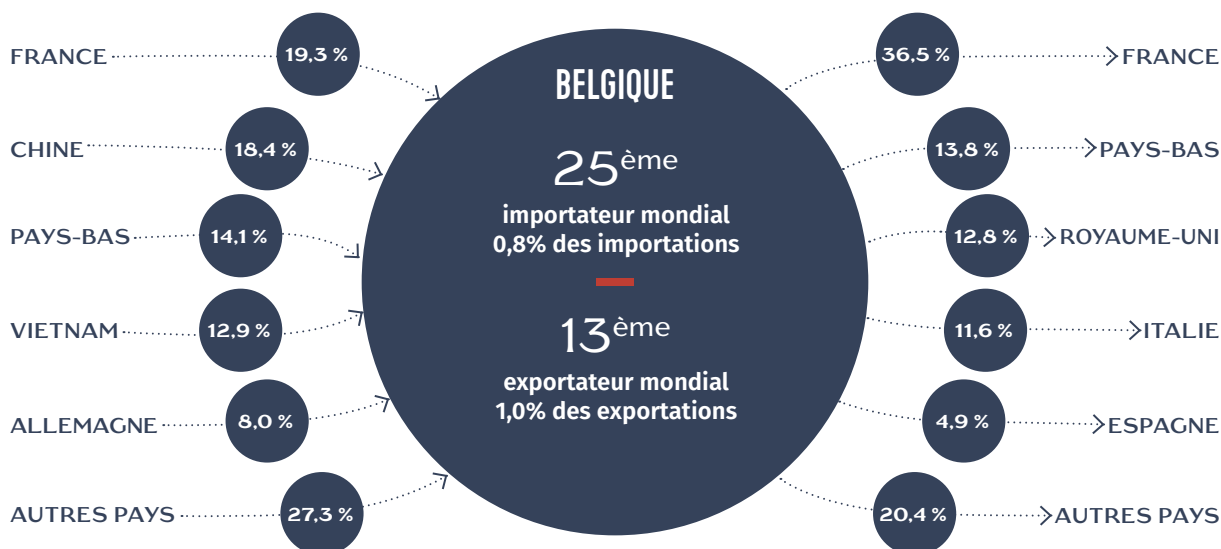 FRANCE 19,3 %
CHINE 18,4 %
PAYS-BAS 14,1 %
VIETNAM 12,9 %
ALLEMAGNE 8,0 %
AUTRES PAYS 27,3 %
BELGIQUE
25ème
importateur mondial
0,8% des importations
13ème
exportateur mondial
1,0% des exportations
36,5 % FRANCE
13,8 % PAYS-BAS
12,8 % ROYAUME-UNI
11,6 % ITALIE
4,9 % ESPAGNE
20,4 % AUTRES PAYS